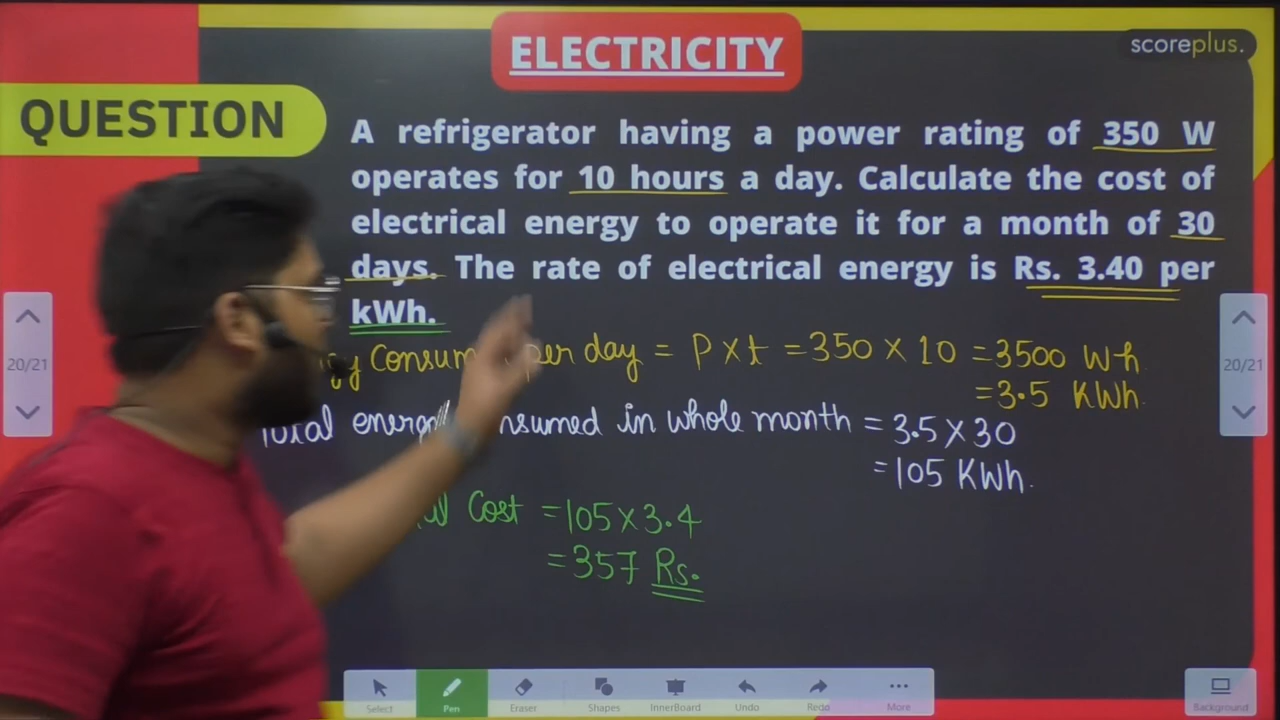 ELECTRICITY
scoreplus.
QUESTION
A refrigerator having a power rating of 350 W
operates for 10 hours a day. Calculate the cost of
electrical energy to operate it for a month of 30
days. The rate of electrical energy is Rs. 3.40 per
kWh.
per day = P × t = 350 × 10 = 3500 Wh
= 3.5 KWh.
Total in whole month = 3.5 × 30
= 105 KWh.
Cost = 105 × 3.4
= 357 Rs.
20/21
20/21
Select
Pen
Eraser
Shapes
InnerBoard
Undo
Redo
More
Background